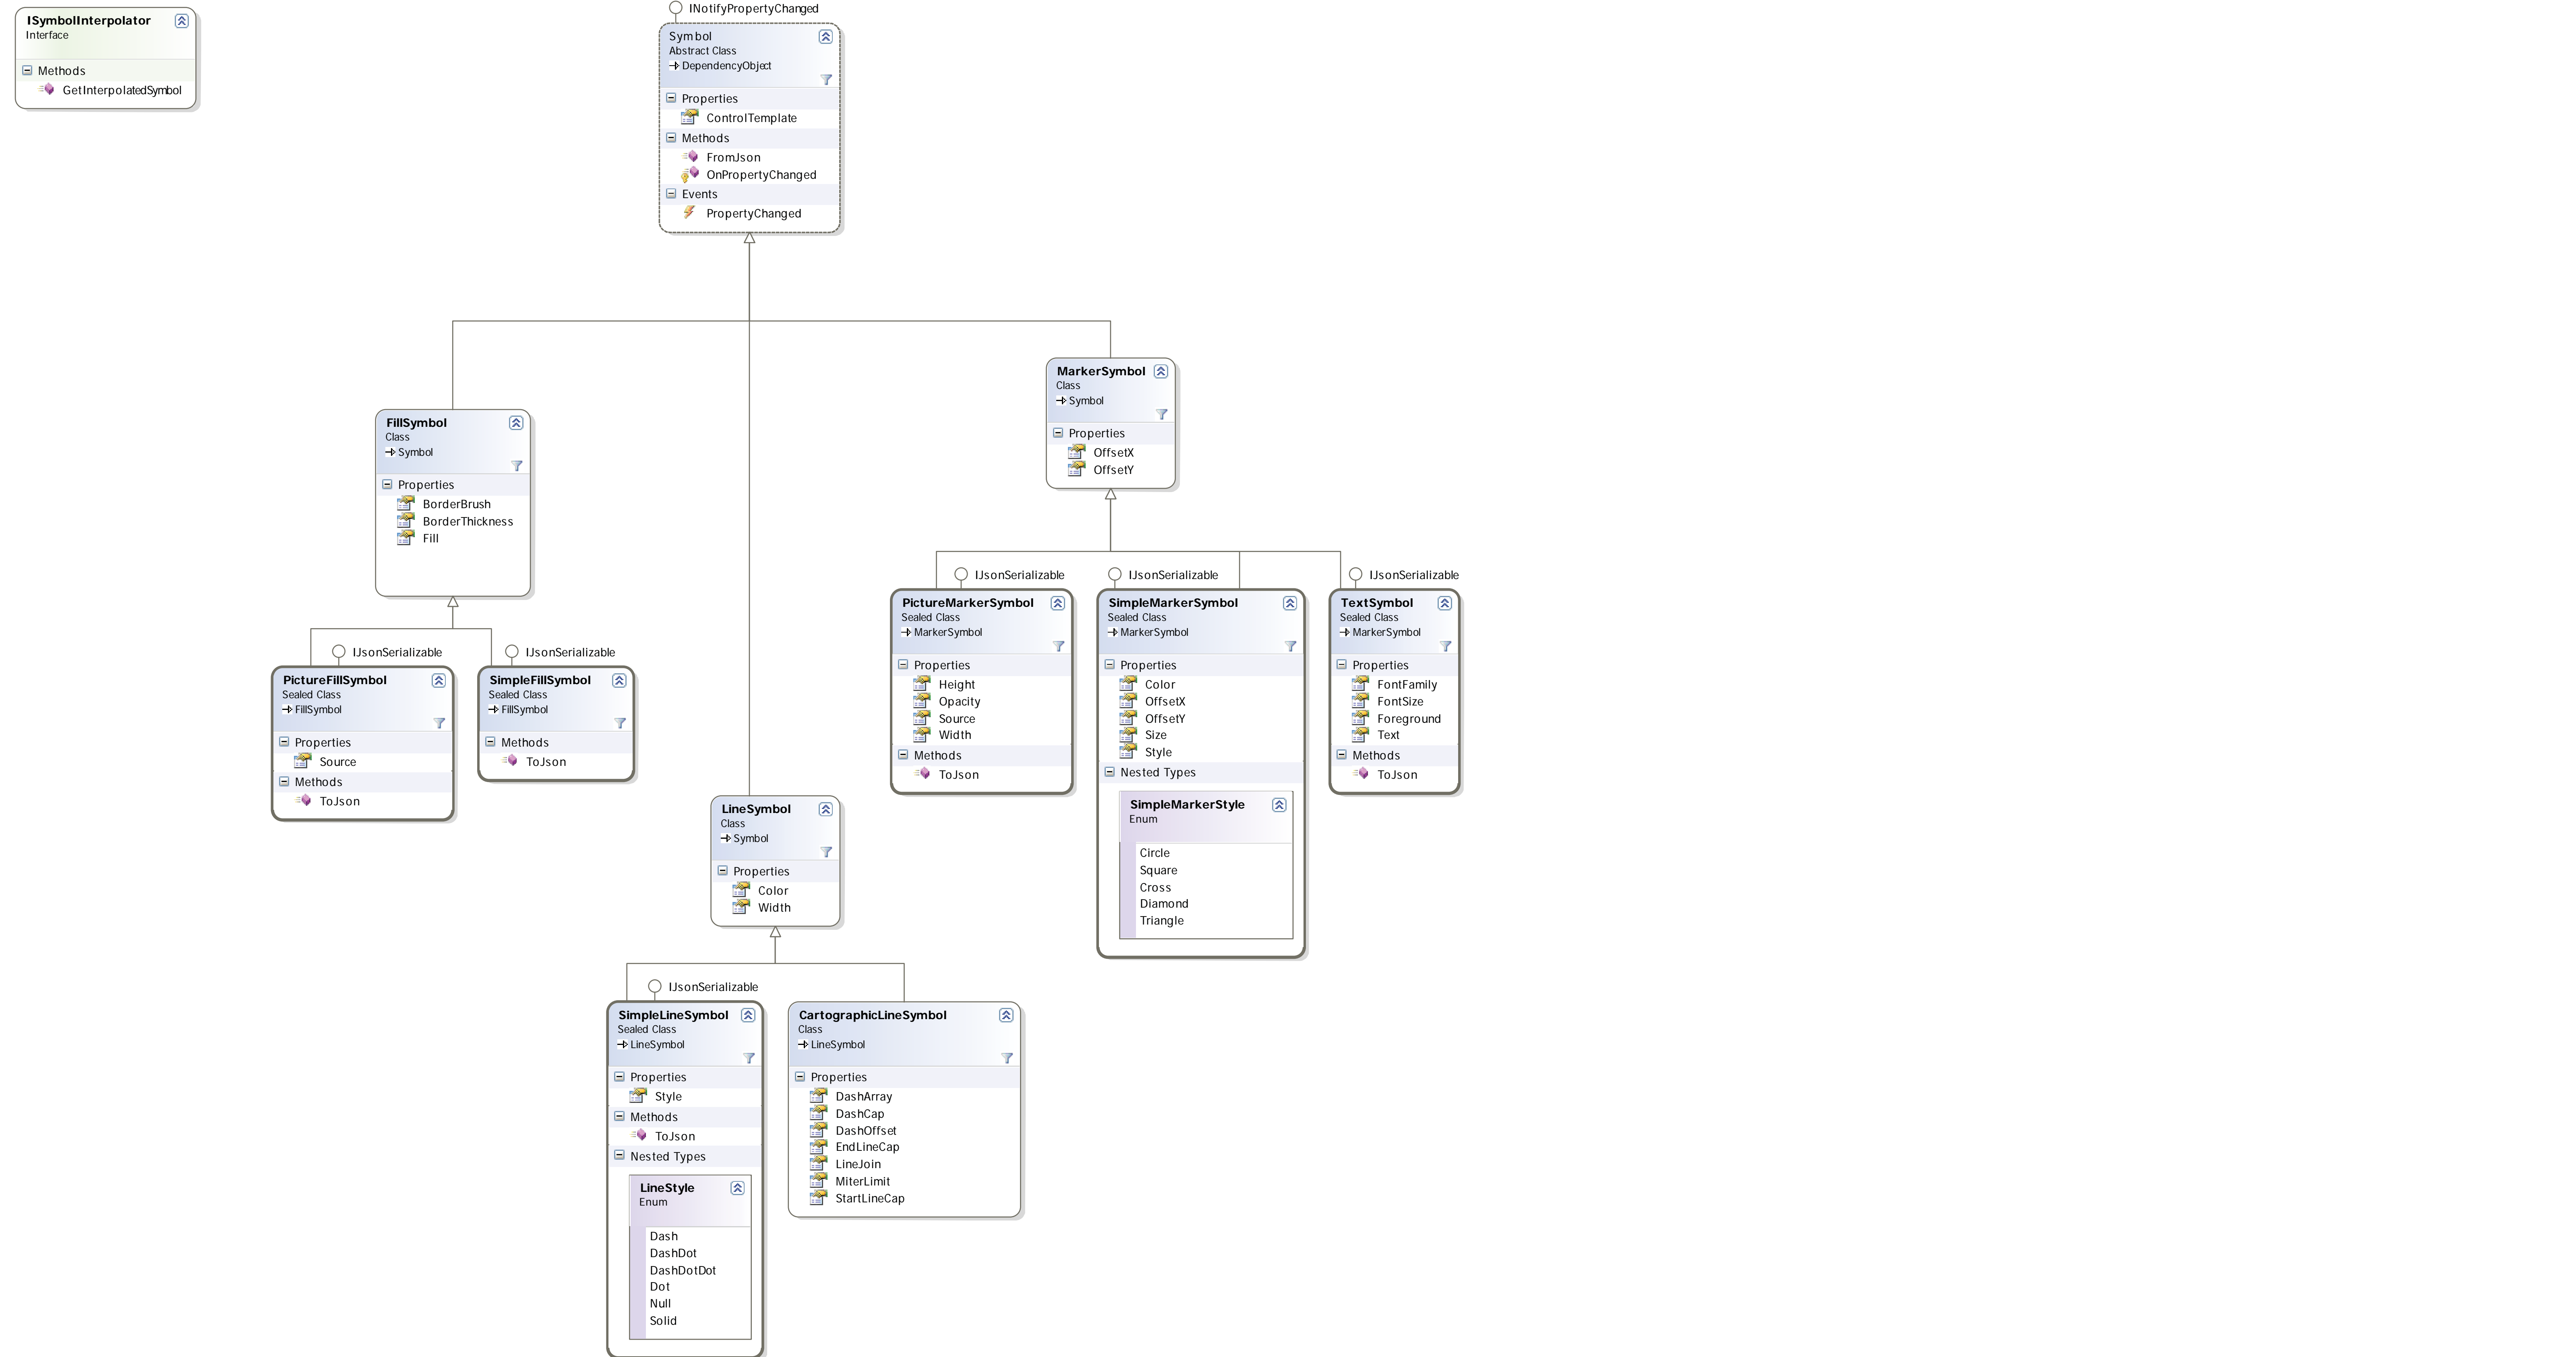 ISymbolInterpolator
Interface
Methods
GetInterpolatedSymbol
INotifyPropertyChanged
Symbol
Abstract Class
DependencyObject
Properties
ControlTemplate
Methods
FromJson
OnPropertyChanged
Events
PropertyChanged
FillSymbol
Class
Symbol
Properties
BorderBrush
BorderThickness
Fill
MarkerSymbol
Class
Symbol
Properties
OffsetX
OffsetY
IJsonSerializable
PictureFillSymbol
Sealed Class
FillSymbol
Properties
Source
Methods
ToJson
IJsonSerializable
SimpleFillSymbol
Sealed Class
FillSymbol
Methods
ToJson
IJsonSerializable
PictureMarkerSymbol
Sealed Class
MarkerSymbol
Properties
Height
Opacity
Source
Width
Methods
ToJson
IJsonSerializable
SimpleMarkerSymbol
Sealed Class
MarkerSymbol
Properties
Color
OffsetX
OffsetY
Size
Style
Nested Types
SimpleMarkerStyle
Enum
Circle
Square
Cross
Diamond
Triangle
IJsonSerializable
TextSymbol
Sealed Class
MarkerSymbol
Properties
FontFamily
FontSize
Foreground
Text
Methods
ToJson
LineSymbol
Class
Symbol
Properties
Color
Width
IJsonSerializable
SimpleLineSymbol
Sealed Class
LineSymbol
Properties
Style
Methods
ToJson
Nested Types
LineStyle
Enum
Dash
DashDot
DashDotDot
Dot
Null
Solid
CartographicLineSymbol
Class
LineSymbol
Properties
DashArray
DashCap
DashOffset
EndLineCap
LineJoin
MiterLimit
StartLineCap